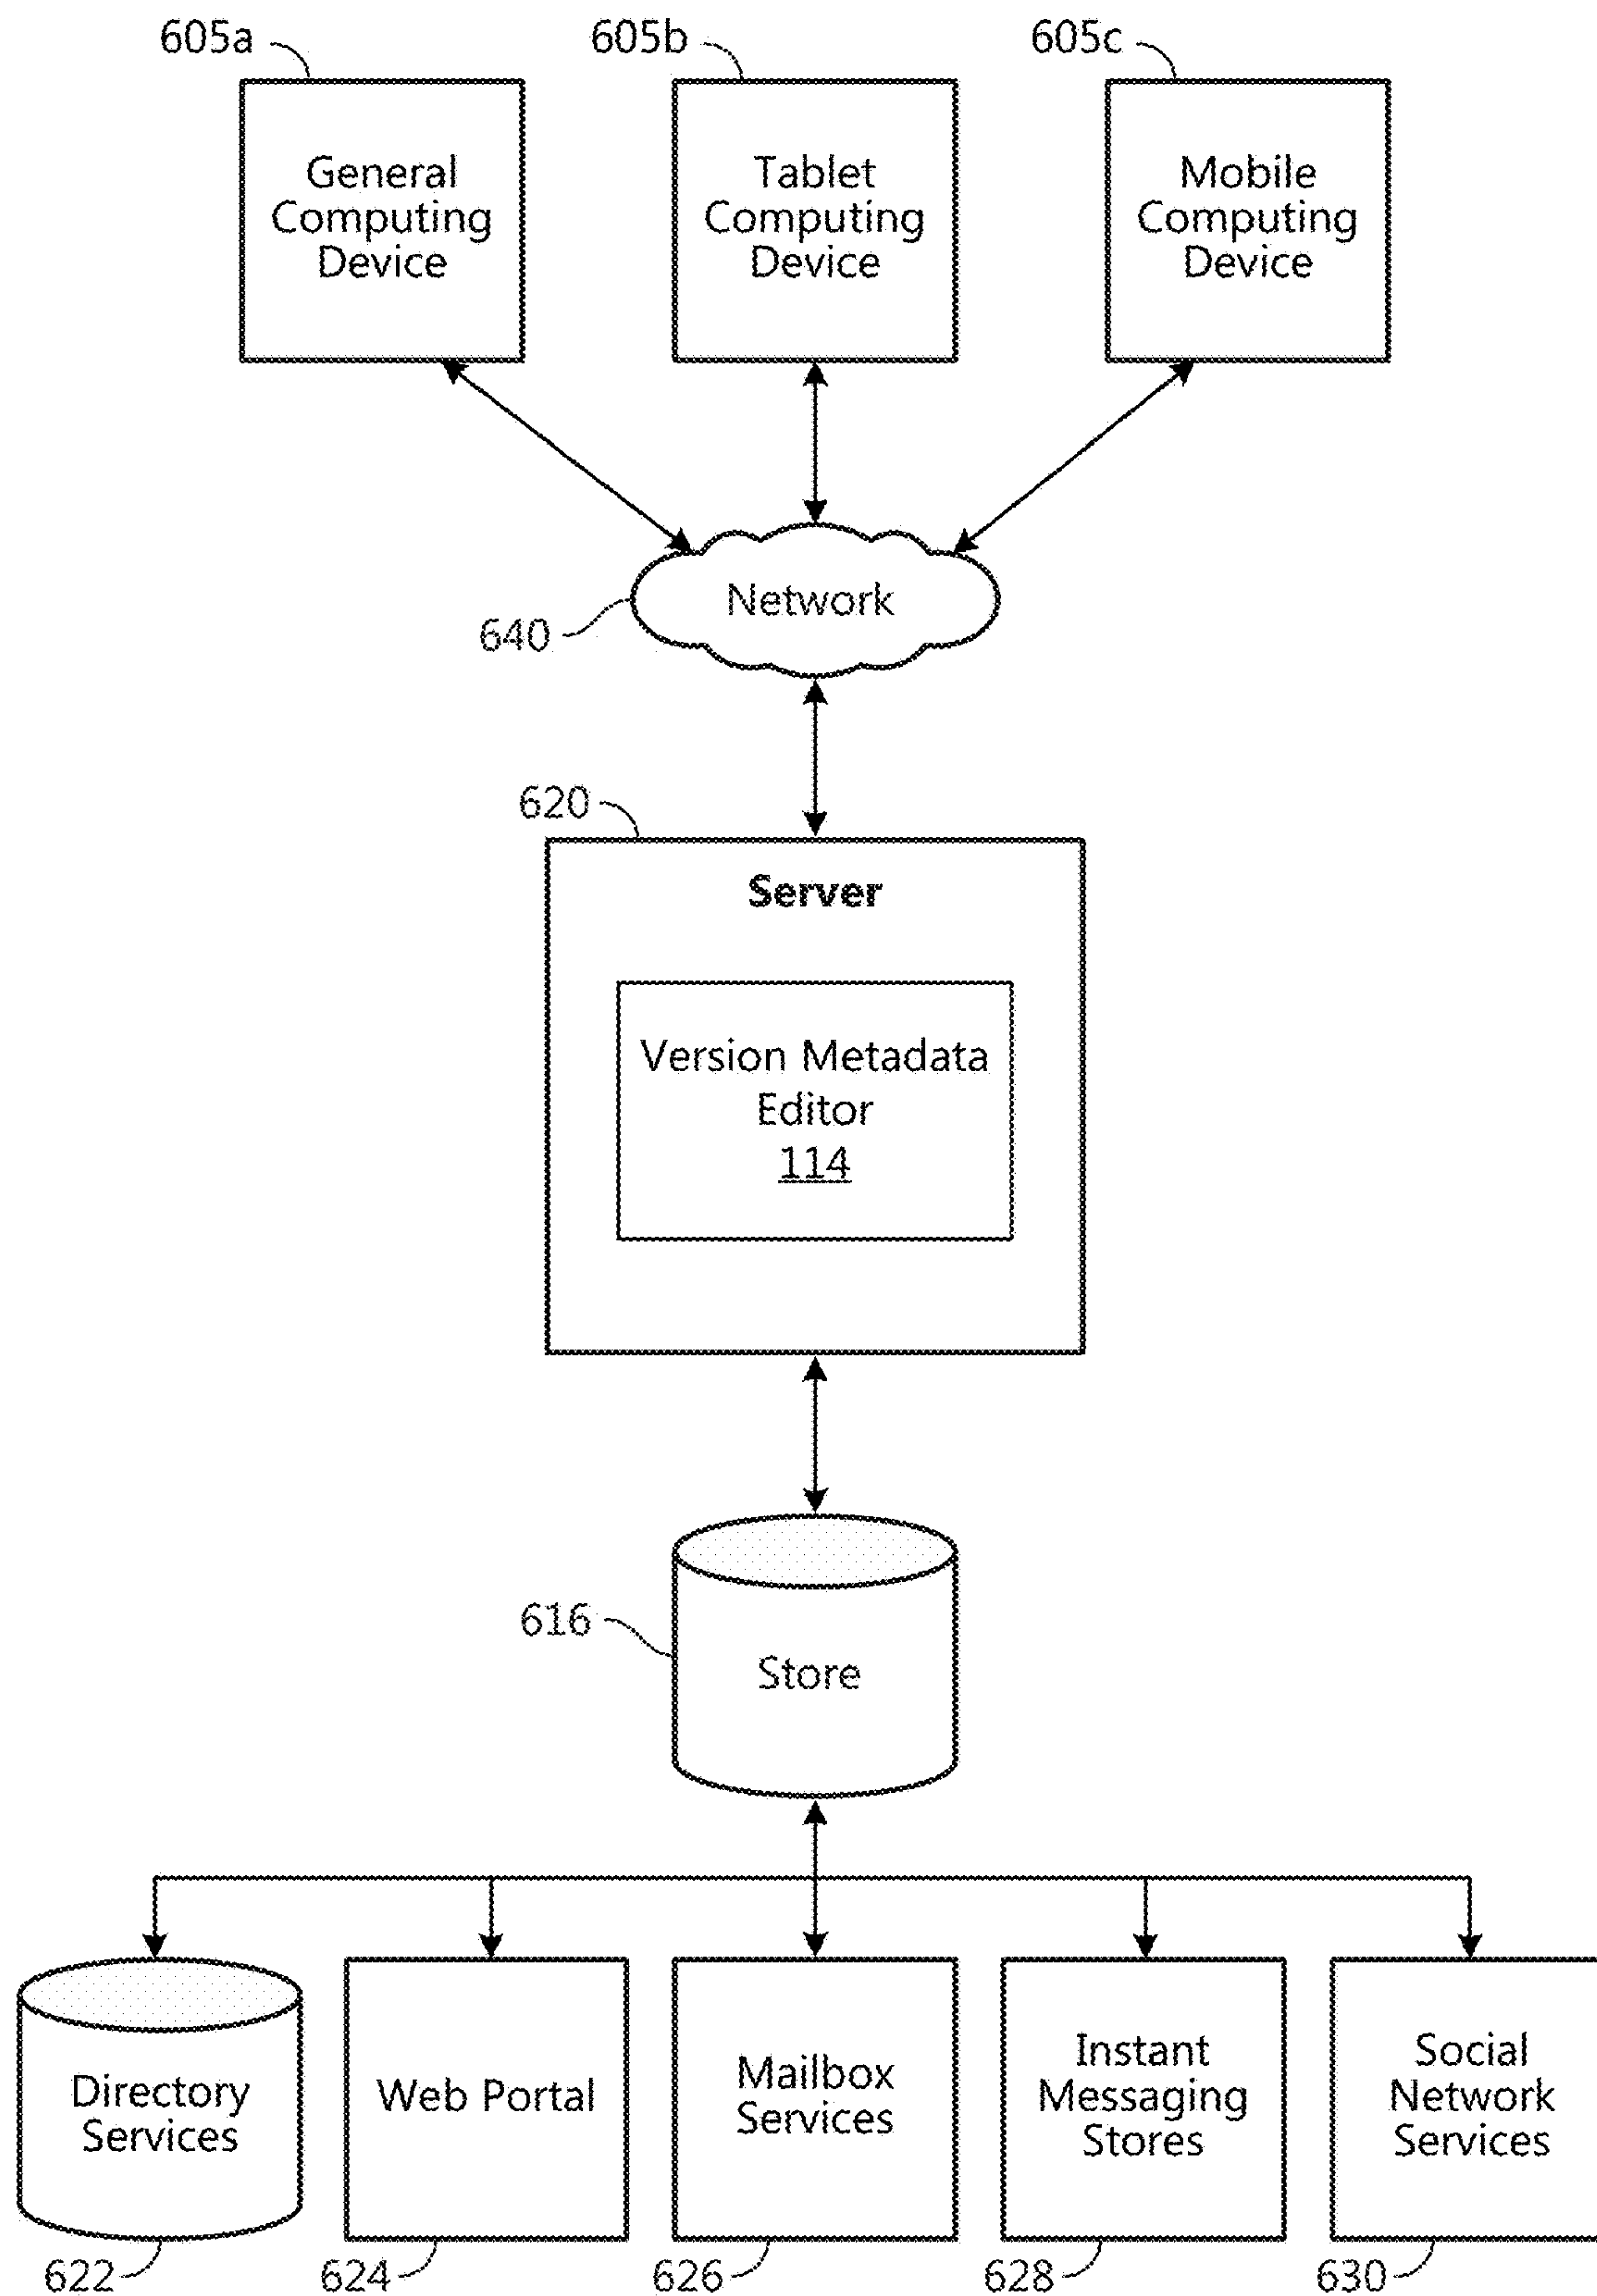 605a
605b
605c
General
Computing
Device
Tablet
Computing
Device
Mobile
Computing
Device
Network
640
620
Server
Version Metadata
Editor
114
616
Store
Directory
Services
Web Portal
Mailbox
Services
Instant
Messaging
Stores
Social
Network
Services
622
624
626
628
630